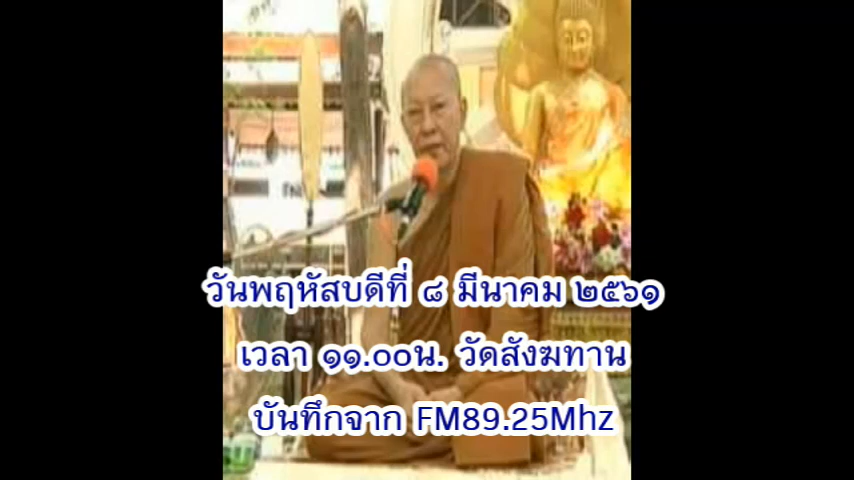 วันพฤหัสบดีที่ ๘ มีนาคม ๒๕๖๑
เวลา ๑๑.๐๐น. วัดสังฆทาน
บันทึกจาก FM89.25Mhz